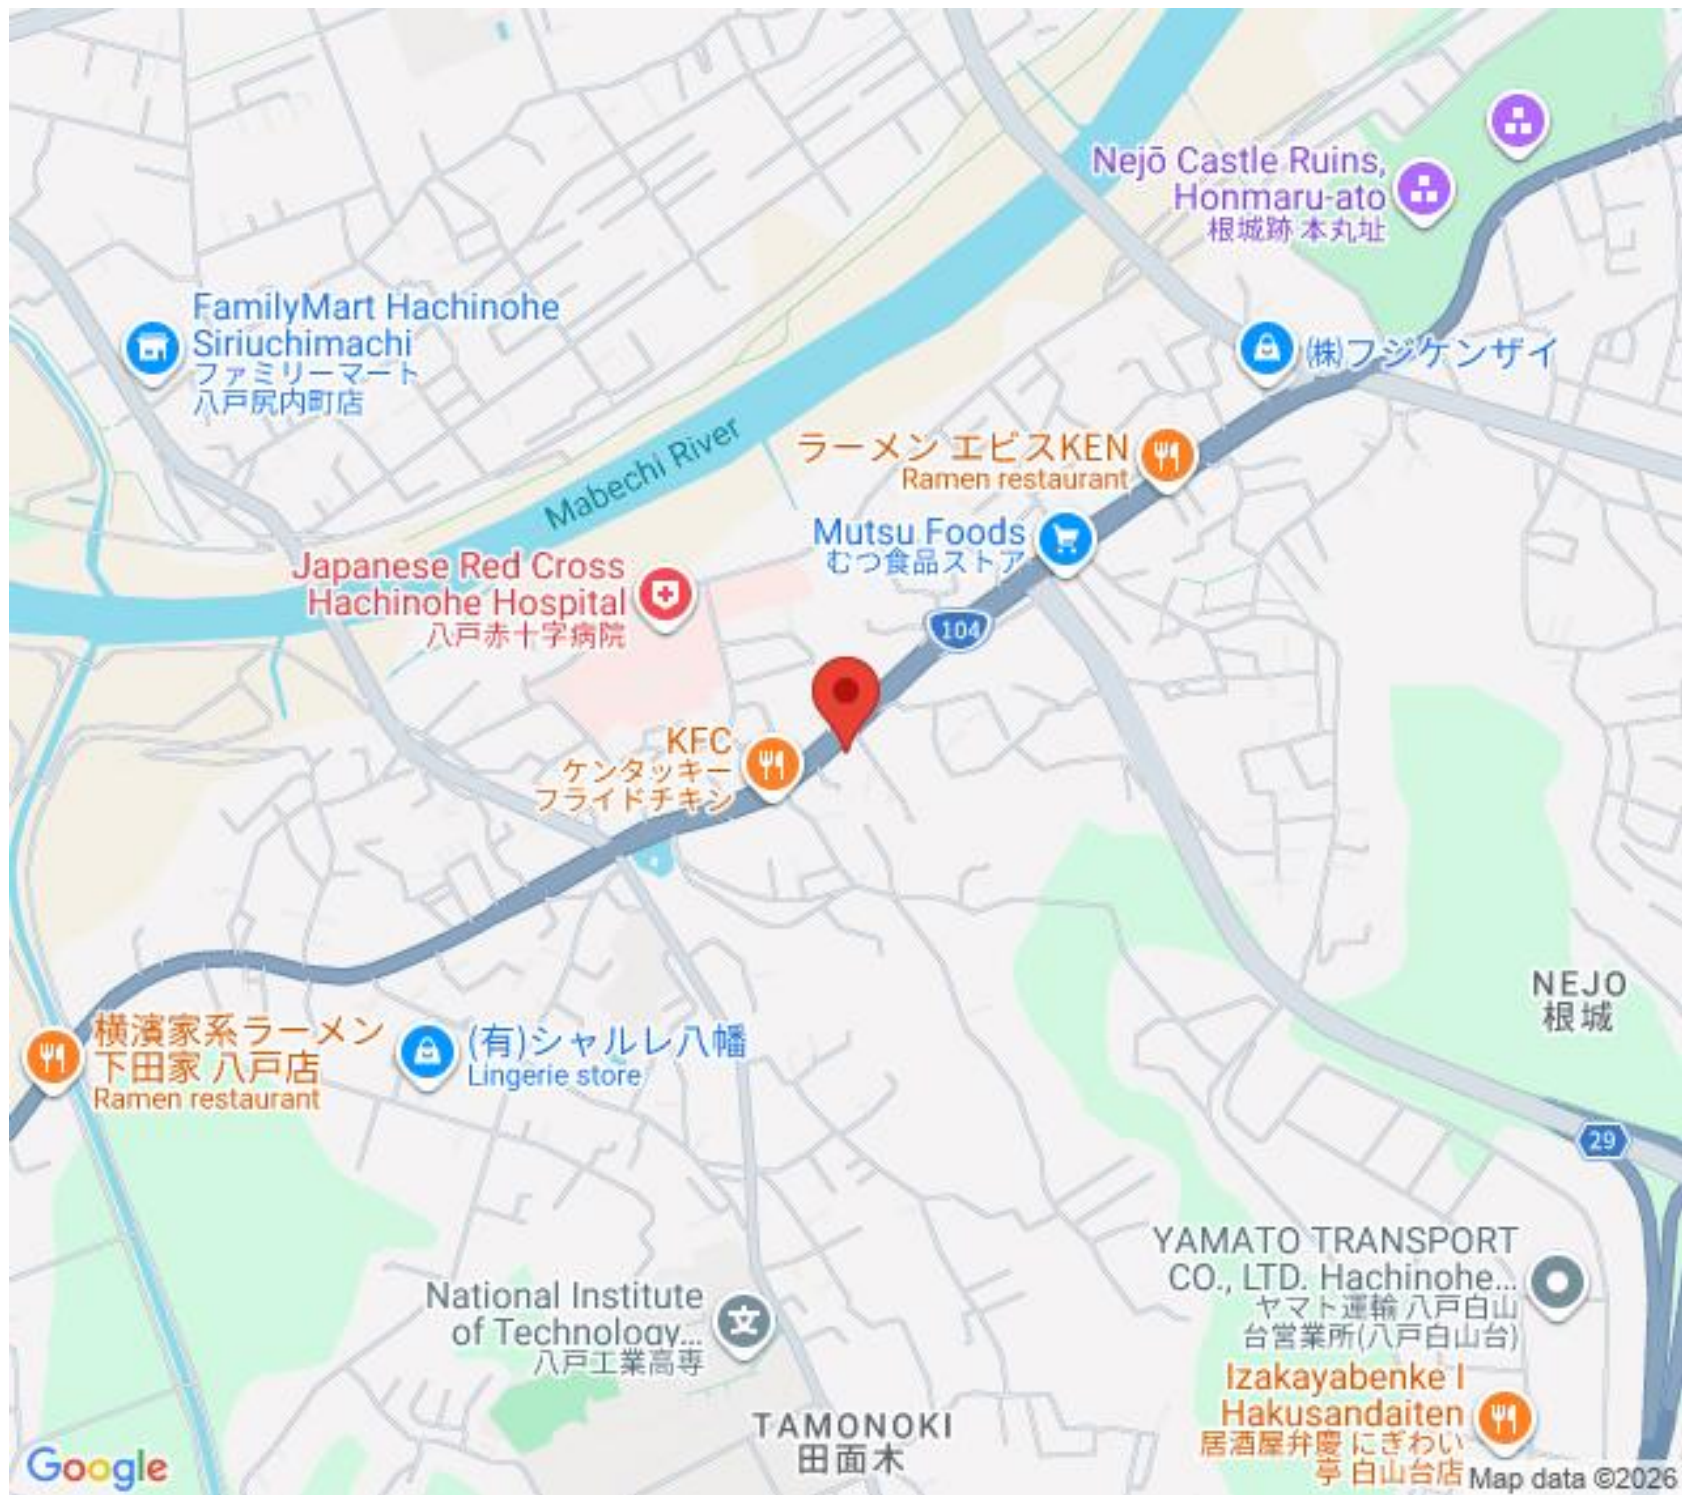 Nejō Castle Ruins,
Honmaru-ato
根城跡 本丸址
FamilyMart Hachinohe
Siriuchimachi
ファミリーマート
八戸尻内町店
(株)フジケンザイ
Mabechi River
ラーメン エビスKEN
Ramen restaurant
Mutsu Foods
むつ食品ストア
Japanese Red Cross
Hachinohe Hospital
八戸赤十字病院
104
KFC
ケンタッキー
フライドチキン
NEJO
根城
横濱家系ラーメン
下田家 八戸店
Ramen restaurant
(有)シャルレ八幡
Lingerie store
29
YAMATO TRANSPORT
CO., LTD. Hachinohe...
ヤマト運輸 八戸白山
台営業所(八戸白山台)
National Institute
of Technology...
八戸工業高専
文
Izakayabenke I
Hakusandaiten
居酒屋弁慶 にぎわい
亭 白山台店
TAMONOKI
田面木
Google
Map data ©2026